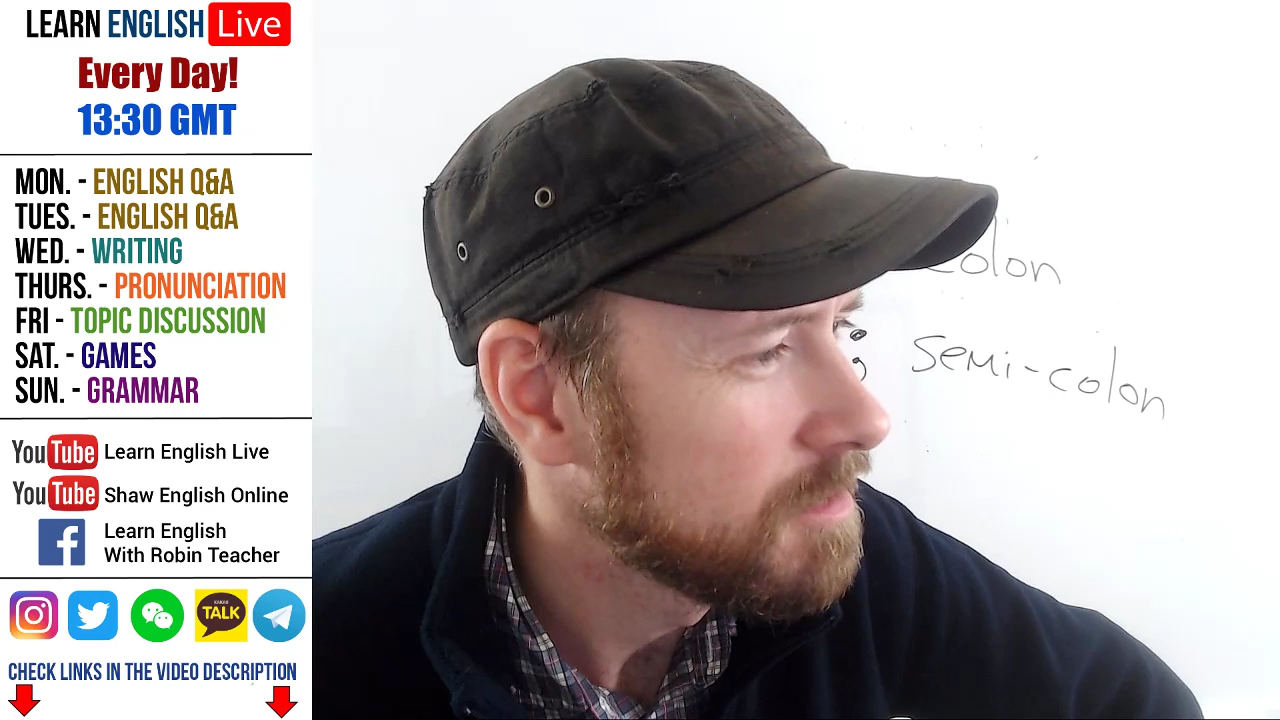 LEARN ENGLISH Live
Every Day!
13:30 GMT
MON. - ENGLISH Q&A
TUES. - ENGLISH Q&A
WED. - WRITING
THURS. - PRONUNCIATION
FRI - TOPIC DISCUSSION
SAT. - GAMES
SUN. - GRAMMAR
YouTube Learn English Live
YouTube Shaw English Online
f Learn English
With Robin Teacher
KAKAO
TALK
CHECK LINKS IN THE VIDEO DESCRIPTION
colon
; semi-colon